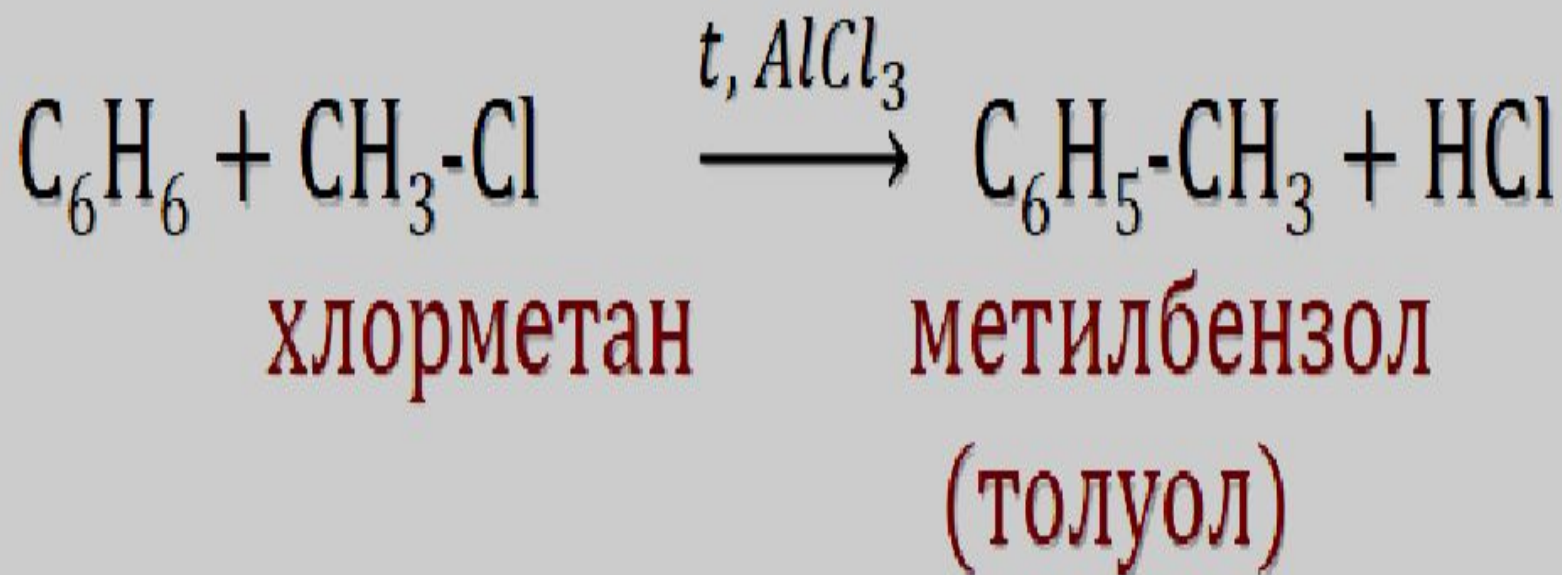 t, AlCl₃
C₆H₆ + CH₃-Cl ⟶ C₆H₅-CH₃ + HCl
хлорметан метилбензол
(толуол)